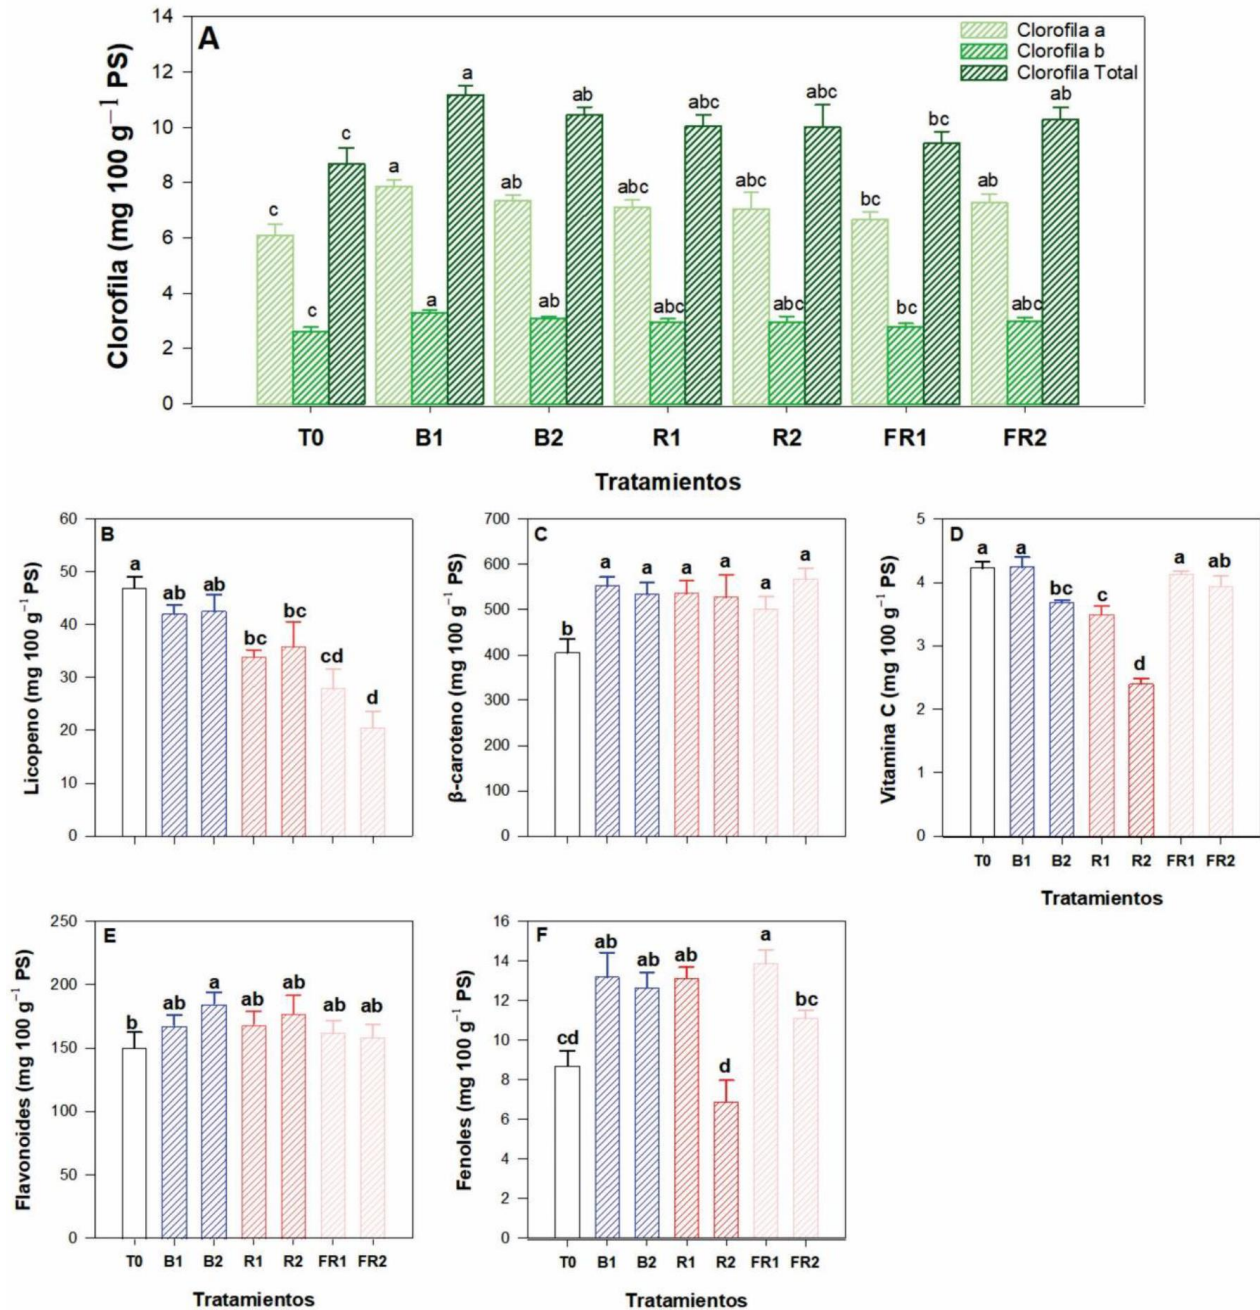 A
Clorofila a
Clorofila b
Clorofila Total
Clorofila (mg 100 g⁻¹ PS)
14
12
10
8
6
4
2
0
c c c
a a a
ab ab ab
abc abc abc
abc abc abc
bc bc bc
ab abc ab
T0 B1 B2 R1 R2 FR1 FR2
Tratamientos
B
Licopeno (mg 100 g⁻¹ PS)
60
50
40
30
20
10
0
a ab ab bc bc cd d
C
β-caroteno (mg 100 g⁻¹ PS)
700
600
500
400
300
200
100
0
b a a a a a a
D
Vitamina C (mg 100 g⁻¹ PS)
5
4
3
2
1
0
a a bc c d a ab
T0 B1 B2 R1 R2 FR1 FR2
Tratamientos
E
Flavonoides (mg 100 g⁻¹ PS)
250
200
150
100
50
0
b ab a ab ab ab ab
T0 B1 B2 R1 R2 FR1 FR2
Tratamientos
F
Fenoles (mg 100 g⁻¹ PS)
16
14
12
10
8
6
4
2
0
cd ab ab ab d a bc
T0 B1 B2 R1 R2 FR1 FR2
Tratamientos